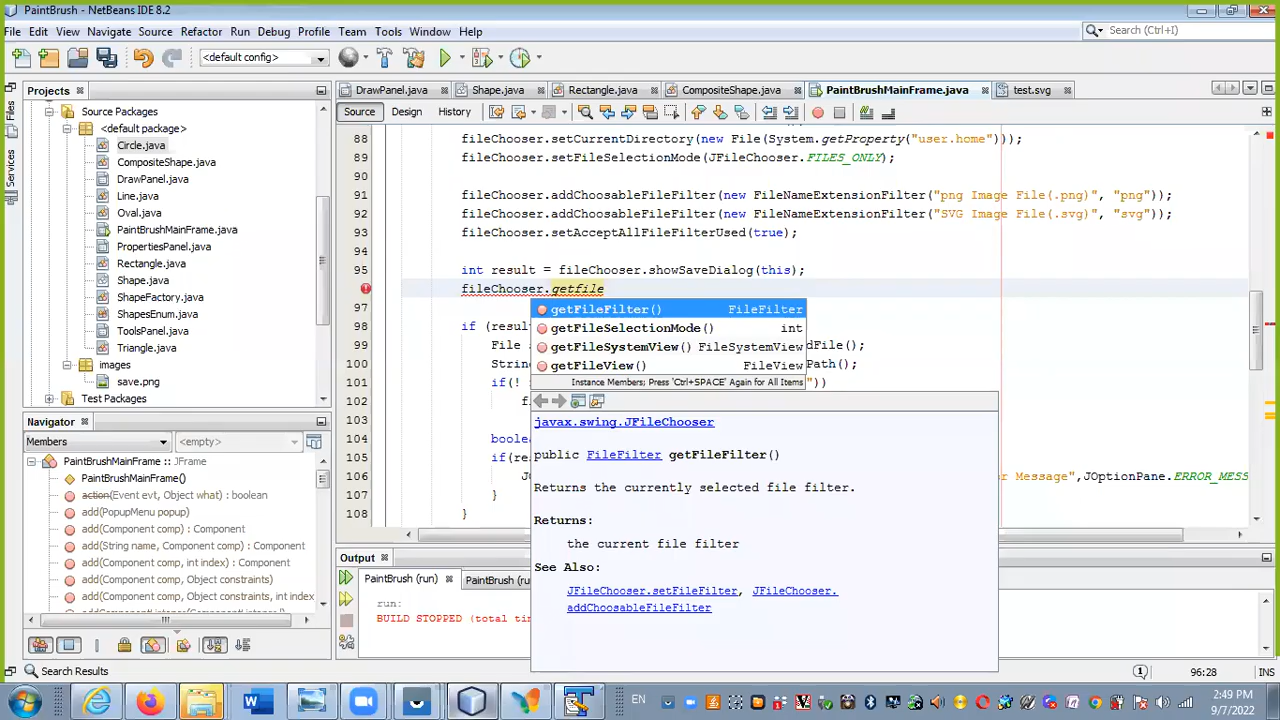 PaintBrush - NetBeans IDE 8.2
File Edit View Navigate Source Refactor Run Debug Profile Team Tools Window Help
Search (Ctrl+I)
<default config>
Projects
DrawPanel.java Shape.java Rectangle.java CompositeShape.java PaintBrushMainFrame.java test.svg
Source Design History
Files
Services
Source Packages
<default package>
Circle.java
CompositeShape.java
DrawPanel.java
Line.java
Oval.java
PaintBrushMainFrame.java
PropertiesPanel.java
Rectangle.java
Shape.java
ShapeFactory.java
ShapesEnum.java
ToolsPanel.java
Triangle.java
images
save.png
Test Packages
88 fileChooser.setCurrentDirectory(new File(System.getProperty("user.home")));
89 fileChooser.setFileSelectionMode(JFileChooser.FILES_ONLY);
90
91 fileChooser.addChoosableFileFilter(new FileNameExtensionFilter("png Image File(.png)", "png"));
92 fileChooser.addChoosableFileFilter(new FileNameExtensionFilter("SVG Image File(.svg)", "svg"));
93 fileChooser.setAcceptAllFileFilterUsed(true);
94
95 int result = fileChooser.showSaveDialog(this);
fileChooser.getfile
97
98 if (resu
99 File dFile();
100 Strin Path();
101 if(! "))
102 f
103
104 boole
105 if(re
106 J r Message",JOptionPane.ERROR_MESS
107 }
108 }
getFileFilter() FileFilter
getFileSelectionMode() int
getFileSystemView() FileSystemView
getFileView() FileView
Instance Members; Press 'Ctrl+SPACE' Again for All Items
javax.swing.JFileChooser
public FileFilter getFileFilter()
Returns the currently selected file filter.
Returns:
the current file filter
See Also:
JFileChooser.setFileFilter, JFileChooser.
addChoosableFileFilter
Navigator
Members <empty>
PaintBrushMainFrame :: JFrame
PaintBrushMainFrame()
action(Event evt, Object what) : boolean
add(PopupMenu popup)
add(Component comp) : Component
add(String name, Component comp) : Component
add(Component comp, int index) : Component
add(Component comp, Object constraints)
add(Component comp, Object constraints, int index
Output
PaintBrush (run) PaintBrush (ru
run:
BUILD STOPPED (total tim
Search Results
1 96:28 INS
EN
2:49 PM
9/7/2022